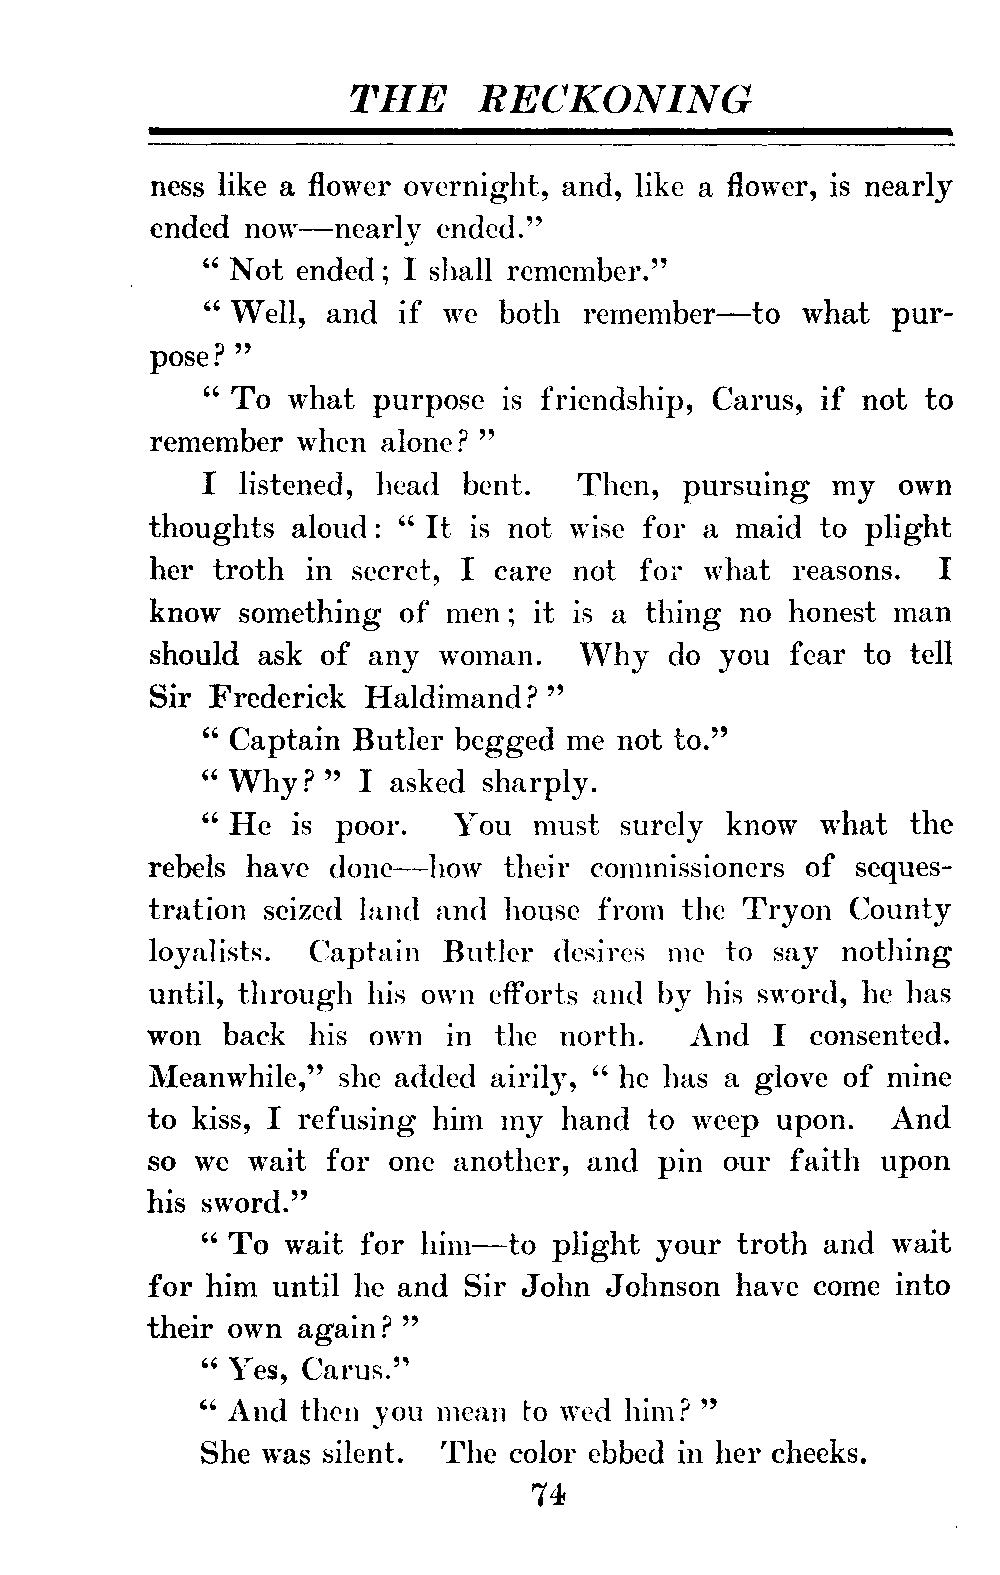 THE RECKONING
ness like a flower overnight, and, like a flower, is nearly
ended now—nearly ended."
" Not ended; I shall remember."
" Well, and if we both remember—to what pur-
pose? "
" To what purpose is friendship, Carus, if not to
remember when alone? "
I listened, head bent. Then, pursuing my own
thoughts aloud: " It is not wise for a maid to plight
her troth in secret, I care not for what reasons. I
know something of men; it is a thing no honest man
should ask of any woman. Why do you fear to tell
Sir Frederick Haldimand? "
" Captain Butler begged me not to."
" Why? " I asked sharply.
" He is poor. You must surely know what the
rebels have done—how their commissioners of seques-
tration seized land and house from the Tryon County
loyalists. Captain Butler desires me to say nothing
until, through his own efforts and by his sword, he has
won back his own in the north. And I consented.
Meanwhile," she added airily, " he has a glove of mine
to kiss, I refusing him my hand to weep upon. And
so we wait for one another, and pin our faith upon
his sword."
" To wait for him—to plight your troth and wait
for him until he and Sir John Johnson have come into
their own again? "
" Yes, Carus."
" And then you mean to wed him? "
She was silent. The color ebbed in her cheeks.
74